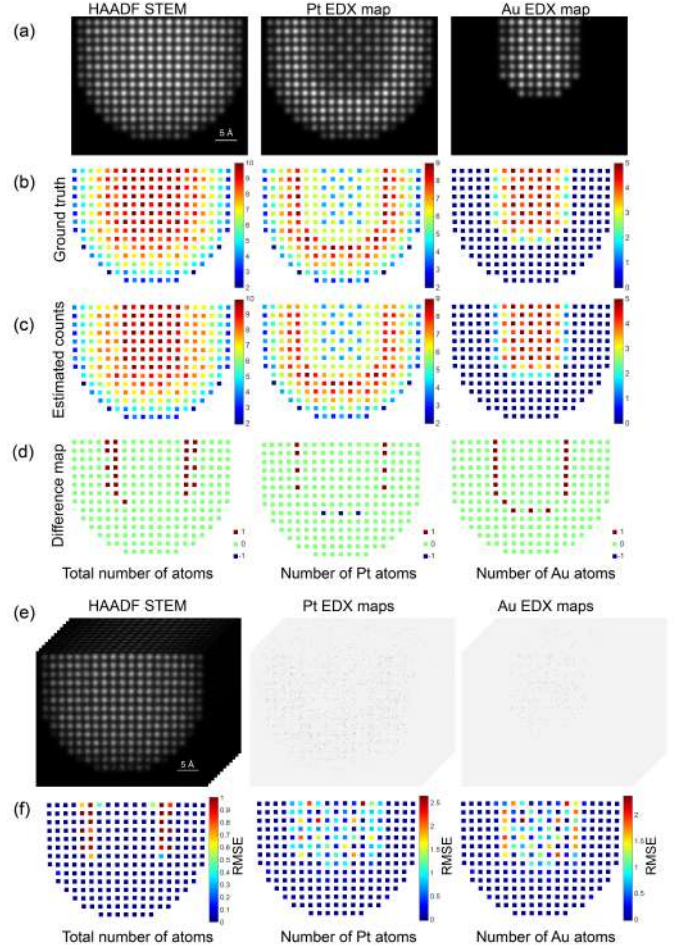 (a)
HAADF STEM
Pt EDX map
Au EDX map
5 Å
(b)
Ground truth
10
9
8
7
6
5
4
3
2
9
8
7
6
5
4
3
2
5
4
3
2
1
0
(c)
Estimated counts
10
9
8
7
6
5
4
3
2
9
8
7
6
5
4
3
2
5
4
3
2
1
0
(d)
Difference map
1
0
-1
1
0
-1
1
0
-1
Total number of atoms
Number of Pt atoms
Number of Au atoms
(e)
HAADF STEM
Pt EDX maps
Au EDX maps
5 Å
(f)
1
0.9
0.8
0.7
0.6
0.5
0.4
0.3
0.2
0.1
0
RMSE
2.5
2
1.5
1
0.5
0
RMSE
2
1.5
1
0.5
0
RMSE
Total number of atoms
Number of Pt atoms
Number of Au atoms